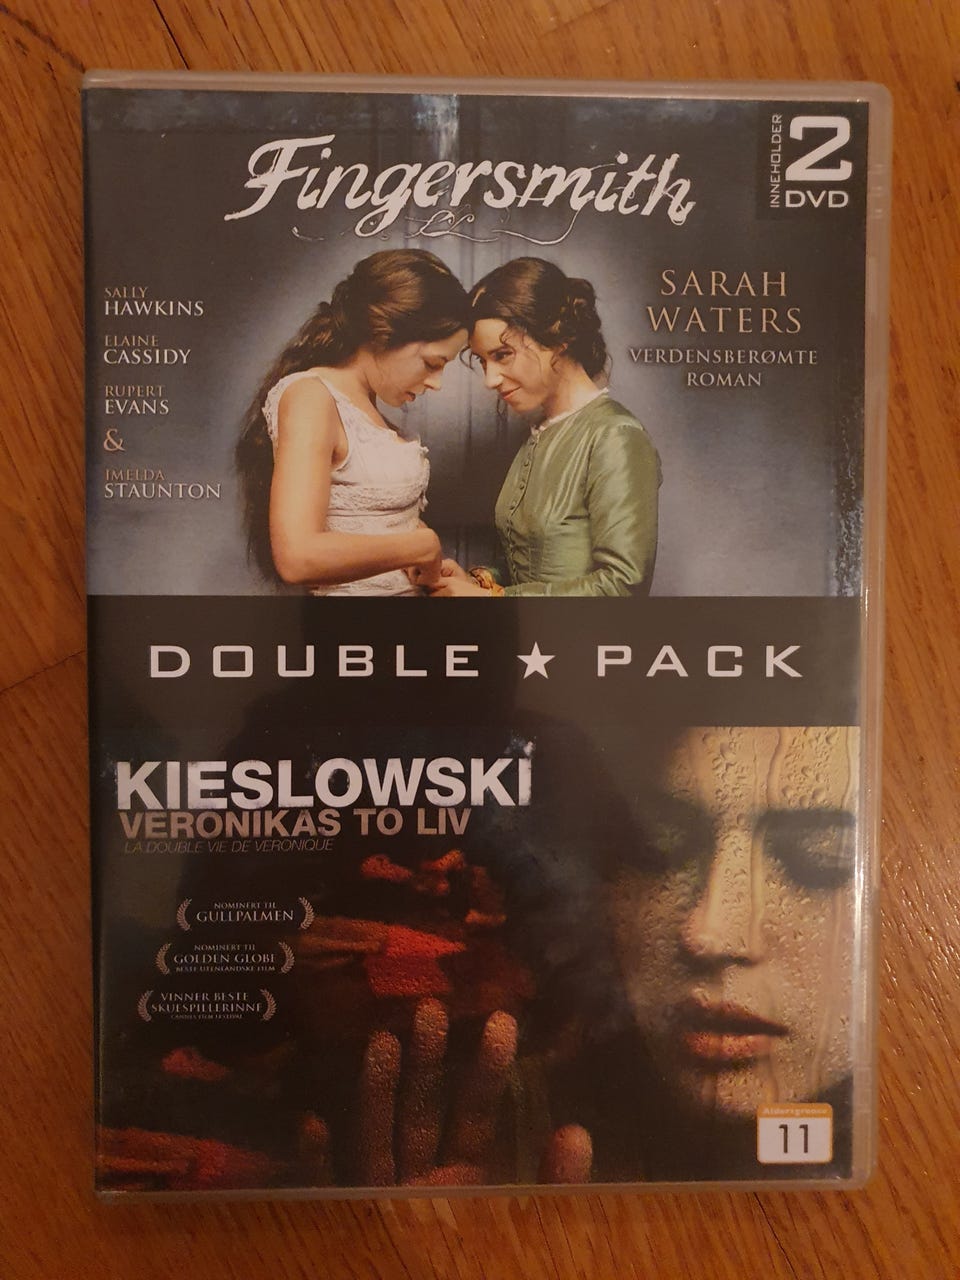 Fingersmith
INNEHOLDER
2
DVD
SALLY
HAWKINS
ELAINE
CASSIDY
RUPERT
EVANS
&
IMELDA
STAUNTON
SARAH
WATERS
VERDENSBERØMTE
ROMAN
DOUBLE ★ PACK
KIESLOWSKI
VERONIKAS TO LIV
LA DOUBLE VIE DE VERONIQUE
NOMINERT TIL
GULLPALMEN
NOMINERT TIL
GOLDEN GLOBE
BESTE UTENLANDSKE FILM
VINNER BESTE
SKUESPILLERINNE
CANNES FILM FESTIVAL
Aldersgrense
11